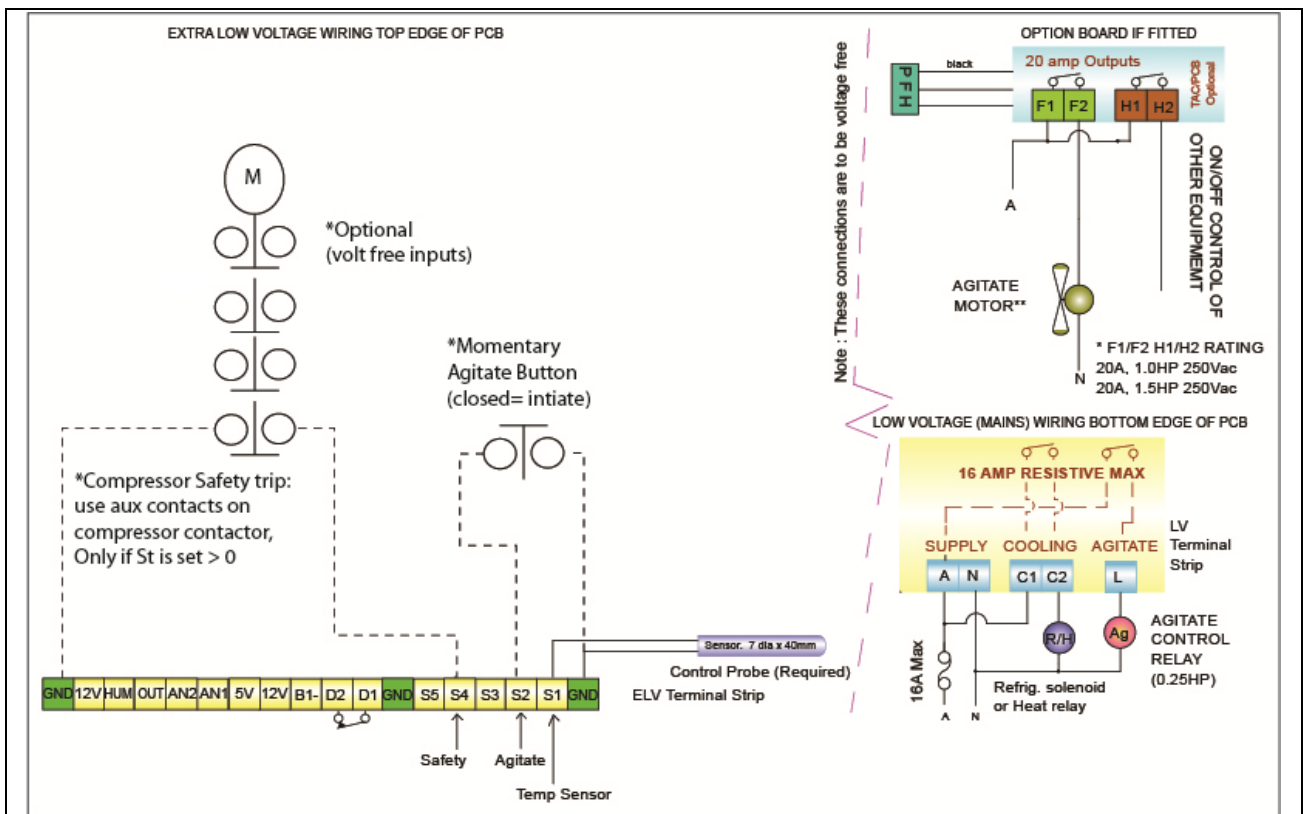 EXTRA LOW VOLTAGE WIRING TOP EDGE OF PCB
M
*Optional
(volt free inputs)
*Momentary
Agitate Button
(closed= intiate)
*Compressor Safety trip:
use aux contacts on
compressor contactor,
Only if St is set > 0
Sensor. 7 dia x 40mm
Control Probe (Required)
ELV Terminal Strip
GND 12V HUM OUT AN2 AN1 5V 12V B1- D2 D1 GND S5 S4 S3 S2 S1 GND
Safety
Agitate
Temp Sensor
Note : These connections are to be voltage free
OPTION BOARD IF FITTED
20 amp Outputs
black
PFH
F1 F2 H1 H2
TAC/PCB
Optional
A
ON/OFF CONTROL OF
OTHER EQUIPMEMT
AGITATE
MOTOR**
N
* F1/F2 H1/H2 RATING
20A, 1.0HP 250Vac
20A, 1.5HP 250Vac
LOW VOLTAGE (MAINS) WIRING BOTTOM EDGE OF PCB
16 AMP RESISTIVE MAX
SUPPLY COOLING AGITATE
A N C1 C2 L
LV
Terminal
Strip
R/H
Ag
AGITATE
CONTROL
RELAY
(0.25HP)
16A Max
Refrig. solenoid
or Heat relay
A N